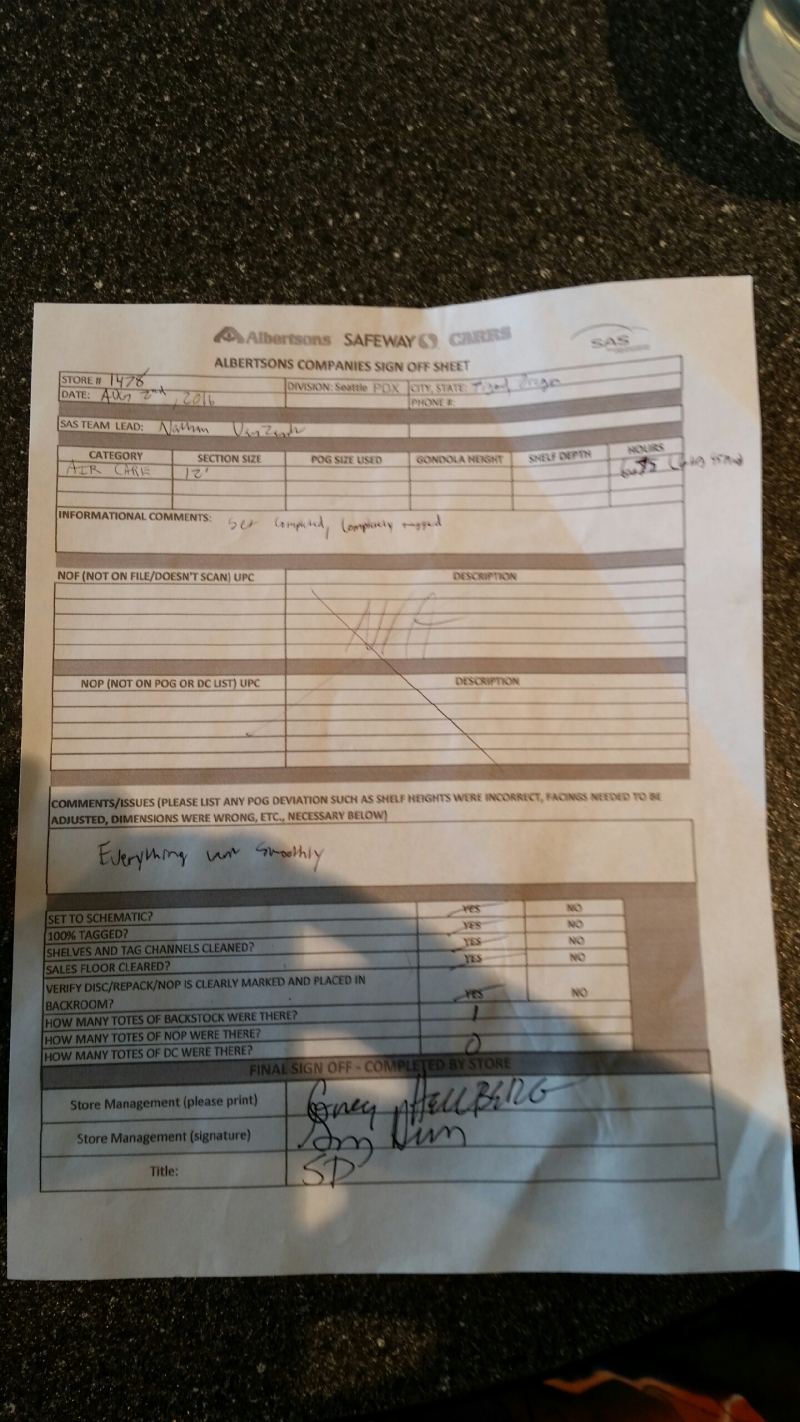 Albertsons SAFEWAY CARRS SAS
ALBERTSONS COMPANIES SIGN OFF SHEET
STORE # 1478 DIVISION: Seattle PDX CITY, STATE: Tigard, Oregon
DATE: AUG 2nd, 2016 PHONE #:
SAS TEAM LEAD: Nathan VanZandt
CATEGORY SECTION SIZE POG SIZE USED GONDOLA HEIGHT SHELF DEPTH HOURS
AIR CARE 12'
INFORMATIONAL COMMENTS: Set Completed, Completely tagged
NOF (NOT ON FILE/DOESN'T SCAN) UPC DESCRIPTION
N/A
NOP (NOT ON POG OR DC LIST) UPC DESCRIPTION
COMMENTS/ISSUES (PLEASE LIST ANY POG DEVIATION SUCH AS SHELF HEIGHTS WERE INCORRECT, FACINGS NEEDED TO BE
ADJUSTED, DIMENSIONS WERE WRONG, ETC., NECESSARY BELOW)
Everything went Smoothly
SET TO SCHEMATIC? YES NO
100% TAGGED? YES NO
SHELVES AND TAG CHANNELS CLEANED? YES NO
SALES FLOOR CLEARED? YES NO
VERIFY DISC/REPACK/NOP IS CLEARLY MARKED AND PLACED IN
BACKROOM? YES NO
HOW MANY TOTES OF BACKSTOCK WERE THERE? 1
HOW MANY TOTES OF NOP WERE THERE?
HOW MANY TOTES OF DC WERE THERE? 0
FINAL SIGN OFF - COMPLETED BY STORE
Store Management (please print) HELLBERG
Store Management (signature)
Title: SD